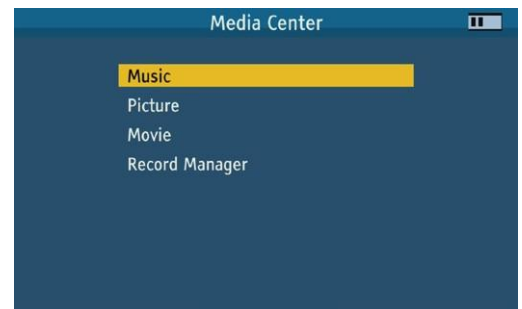 Media Center
Music
Picture
Movie
Record Manager